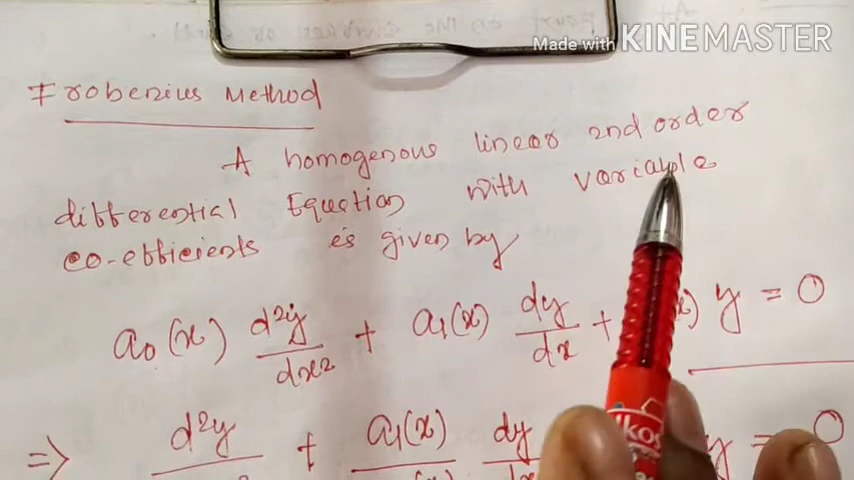 Made with KINEMASTER
Frobenius Method
A homogenous linear 2nd order
differential Equation with variable
co-efficients is given by
a₀(x) d²y/dx² + a₁(x) dy/dx + x) y = 0
⇒ d²y + a₁(x) dy y = 0